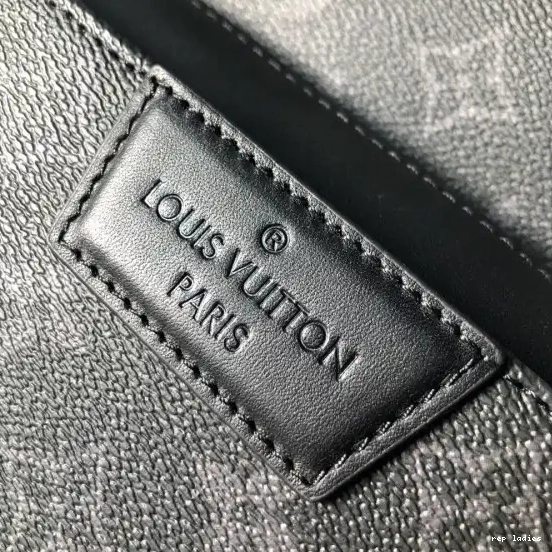 ®
LOUIS VUITTON
PARIS
rep ladies